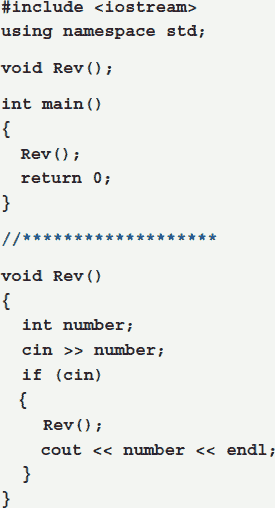 #include <iostream>
using namespace std;
void Rev();
int main()
{
Rev();
return 0;
}
//*******************
void Rev()
{
int number;
cin >> number;
if (cin)
{
Rev();
cout << number << endl;
}
}